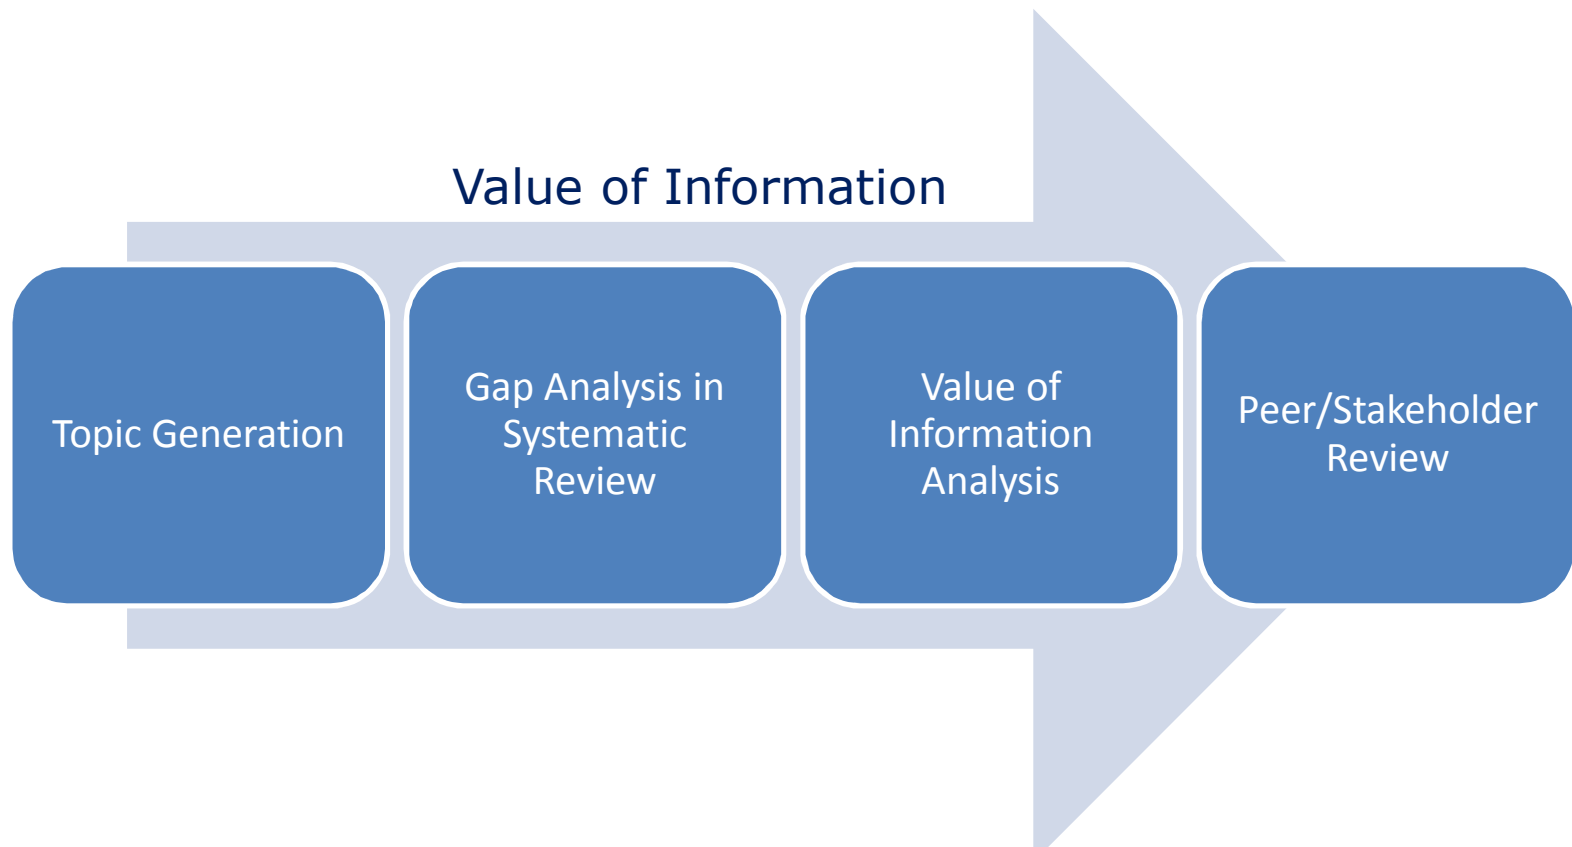 Value of Information
Topic Generation
Gap Analysis in
Systematic
Review
Value of
Information
Analysis
Peer/Stakeholder
Review